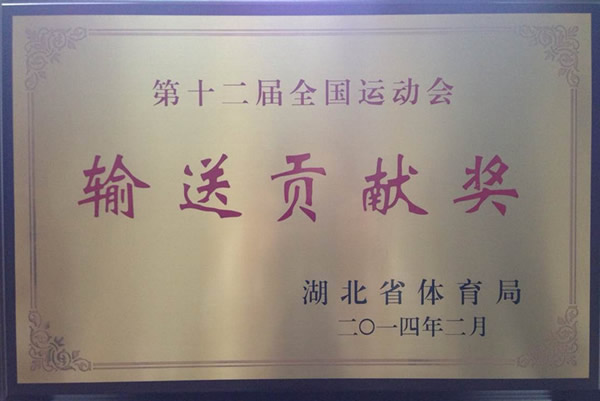 第十二届全国运动会
输送贡献奖
湖北省体育局
二〇一四年二月